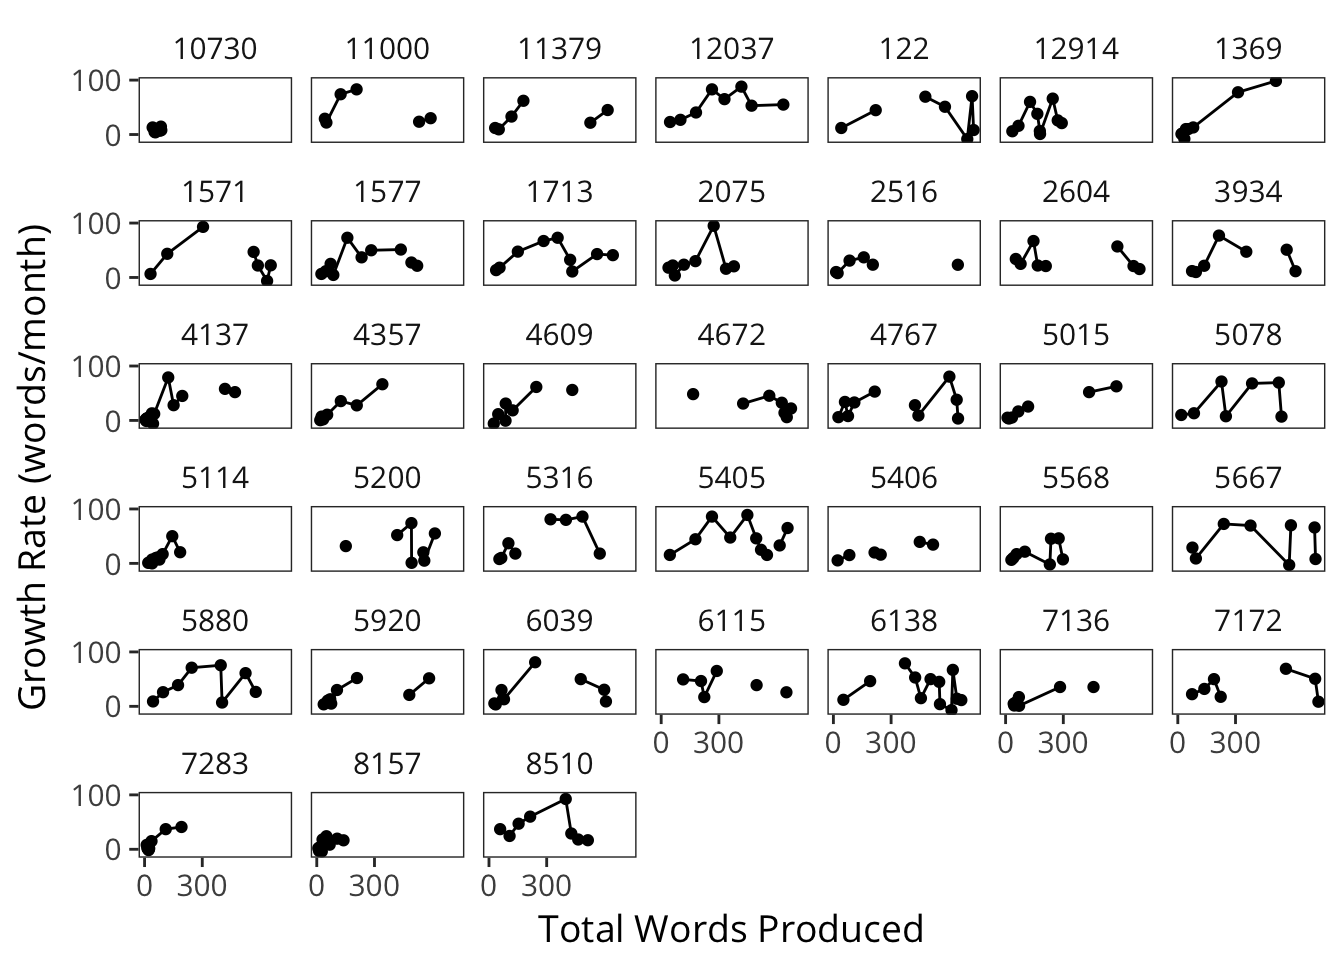 10730 11000 11379 12037 122 12914 1369
100
0
1571 1577 1713 2075 2516 2604 3934
100
0
4137 4357 4609 4672 4767 5015 5078
100
0
5114 5200 5316 5405 5406 5568 5667
100
0
5880 5920 6039 6115 6138 7136 7172
100
0
0 300 0 300 0 300 0 300
7283 8157 8510
100
0
0 300 0 300 0 300
Growth Rate (words/month)
Total Words Produced